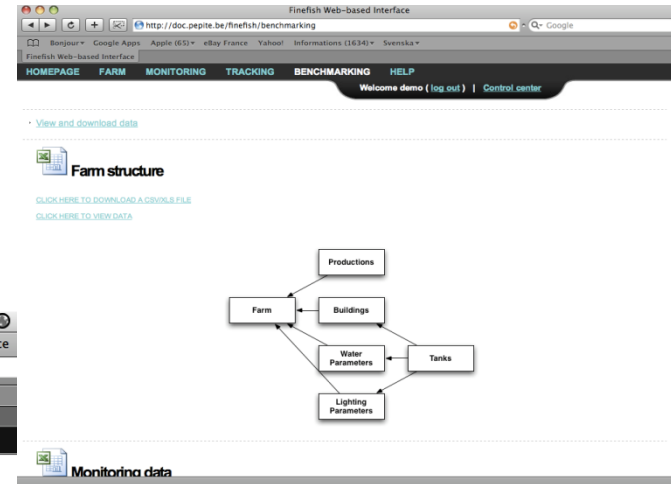 Finefish Web-based Interface
http://doc.pepite.be/finefish/benchmarking
Q- Google
Bonjour Google Apps Apple (65) eBay France Yahoo! Informations (1634) Svenska
Finefish Web-based Interface
HOMEPAGE FARM MONITORING TRACKING BENCHMARKING HELP
Welcome demo ( log out ) | Control center
View and download data
Farm structure
CLICK HERE TO DOWNLOAD A CSV/XLS FILE
CLICK HERE TO VIEW DATA
Productions
Farm
Buildings
Water
Parameters
Tanks
Lighting
Parameters
Monitoring data